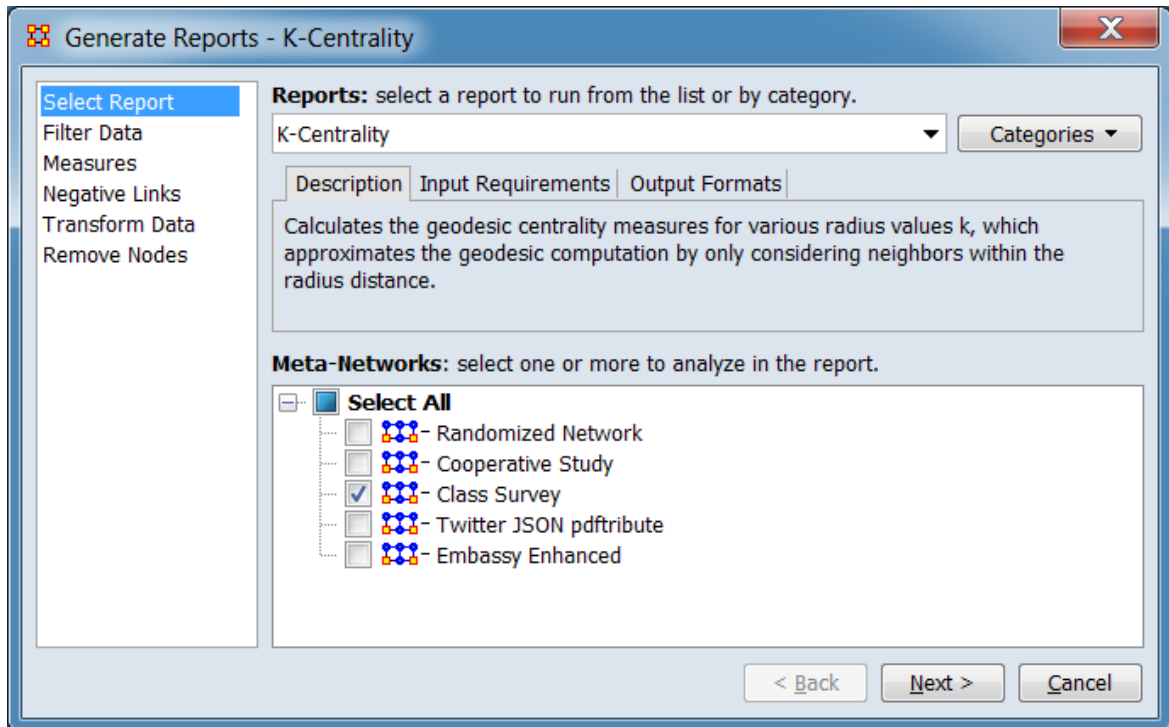 Generate Reports - K-Centrality
X
Select Report
Filter Data
Measures
Negative Links
Transform Data
Remove Nodes
Reports: select a report to run from the list or by category.
K-Centrality
Categories
Description Input Requirements Output Formats
Calculates the geodesic centrality measures for various radius values k, which
approximates the geodesic computation by only considering neighbors within the
radius distance.
Meta-Networks: select one or more to analyze in the report.
Select All
Randomized Network
Cooperative Study
Class Survey
Twitter JSON pdftribute
Embassy Enhanced
< Back Next > Cancel